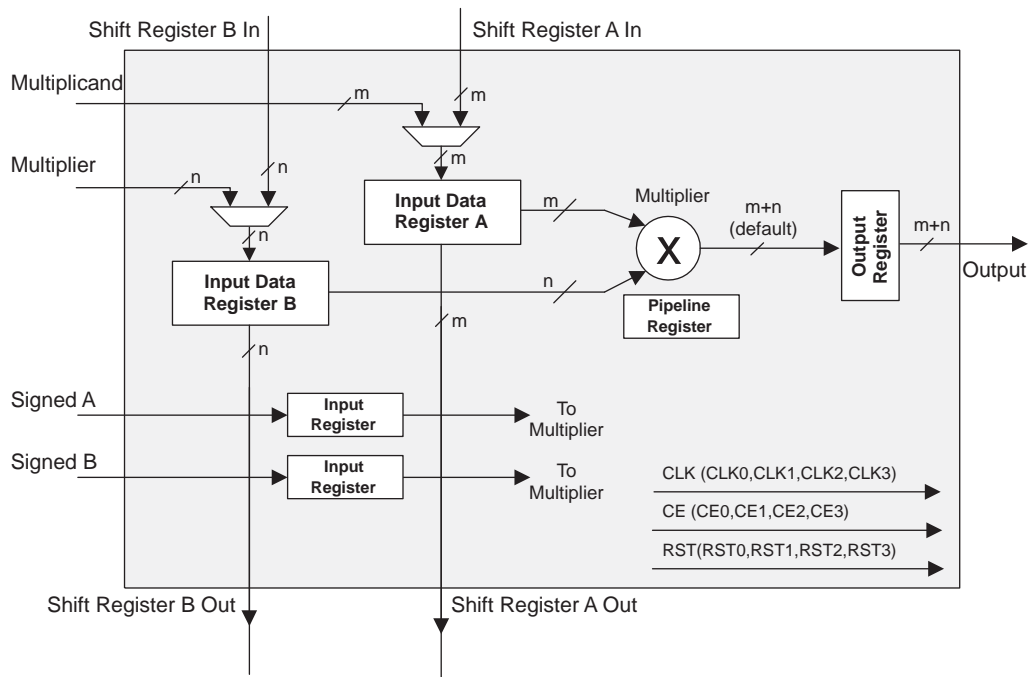 Shift Register B In
Shift Register A In
Multiplicand
m
m
Multiplier
n
n
m
Input Data
Register A
m
Multiplier
m+n
(default)
Output
Register
m+n
Output
X
n
Input Data
Register B
n
Pipeline
Register
m
n
Signed A
Input
Register
To
Multiplier
Signed B
Input
Register
To
Multiplier
CLK (CLK0,CLK1,CLK2,CLK3)
CE (CE0,CE1,CE2,CE3)
RST(RST0,RST1,RST2,RST3)
Shift Register B Out
Shift Register A Out